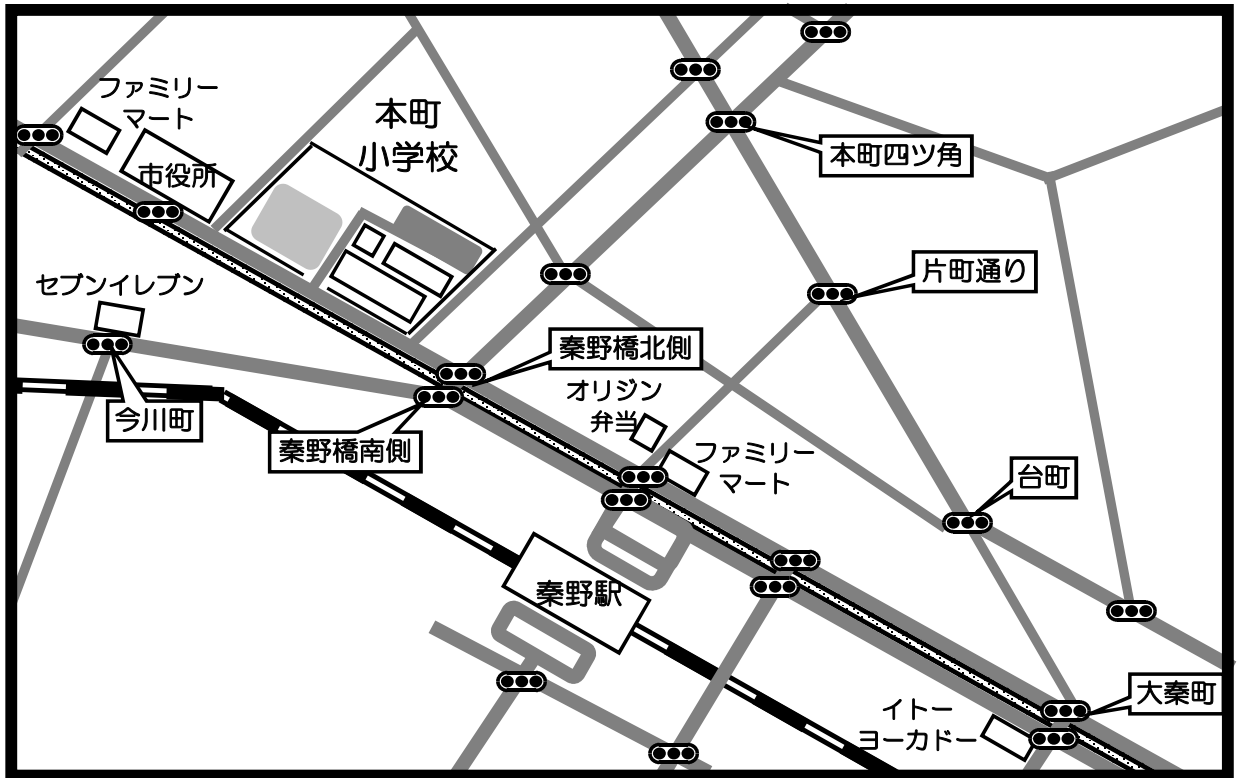 ファミリー
マート
本町
小学校
市役所
本町四ツ角
セブンイレブン
片町通り
今川町
秦野橋北側
秦野橋南側
オリジン
弁当
ファミリー
マート
台町
秦野駅
大秦町
イトー
ヨーカドー